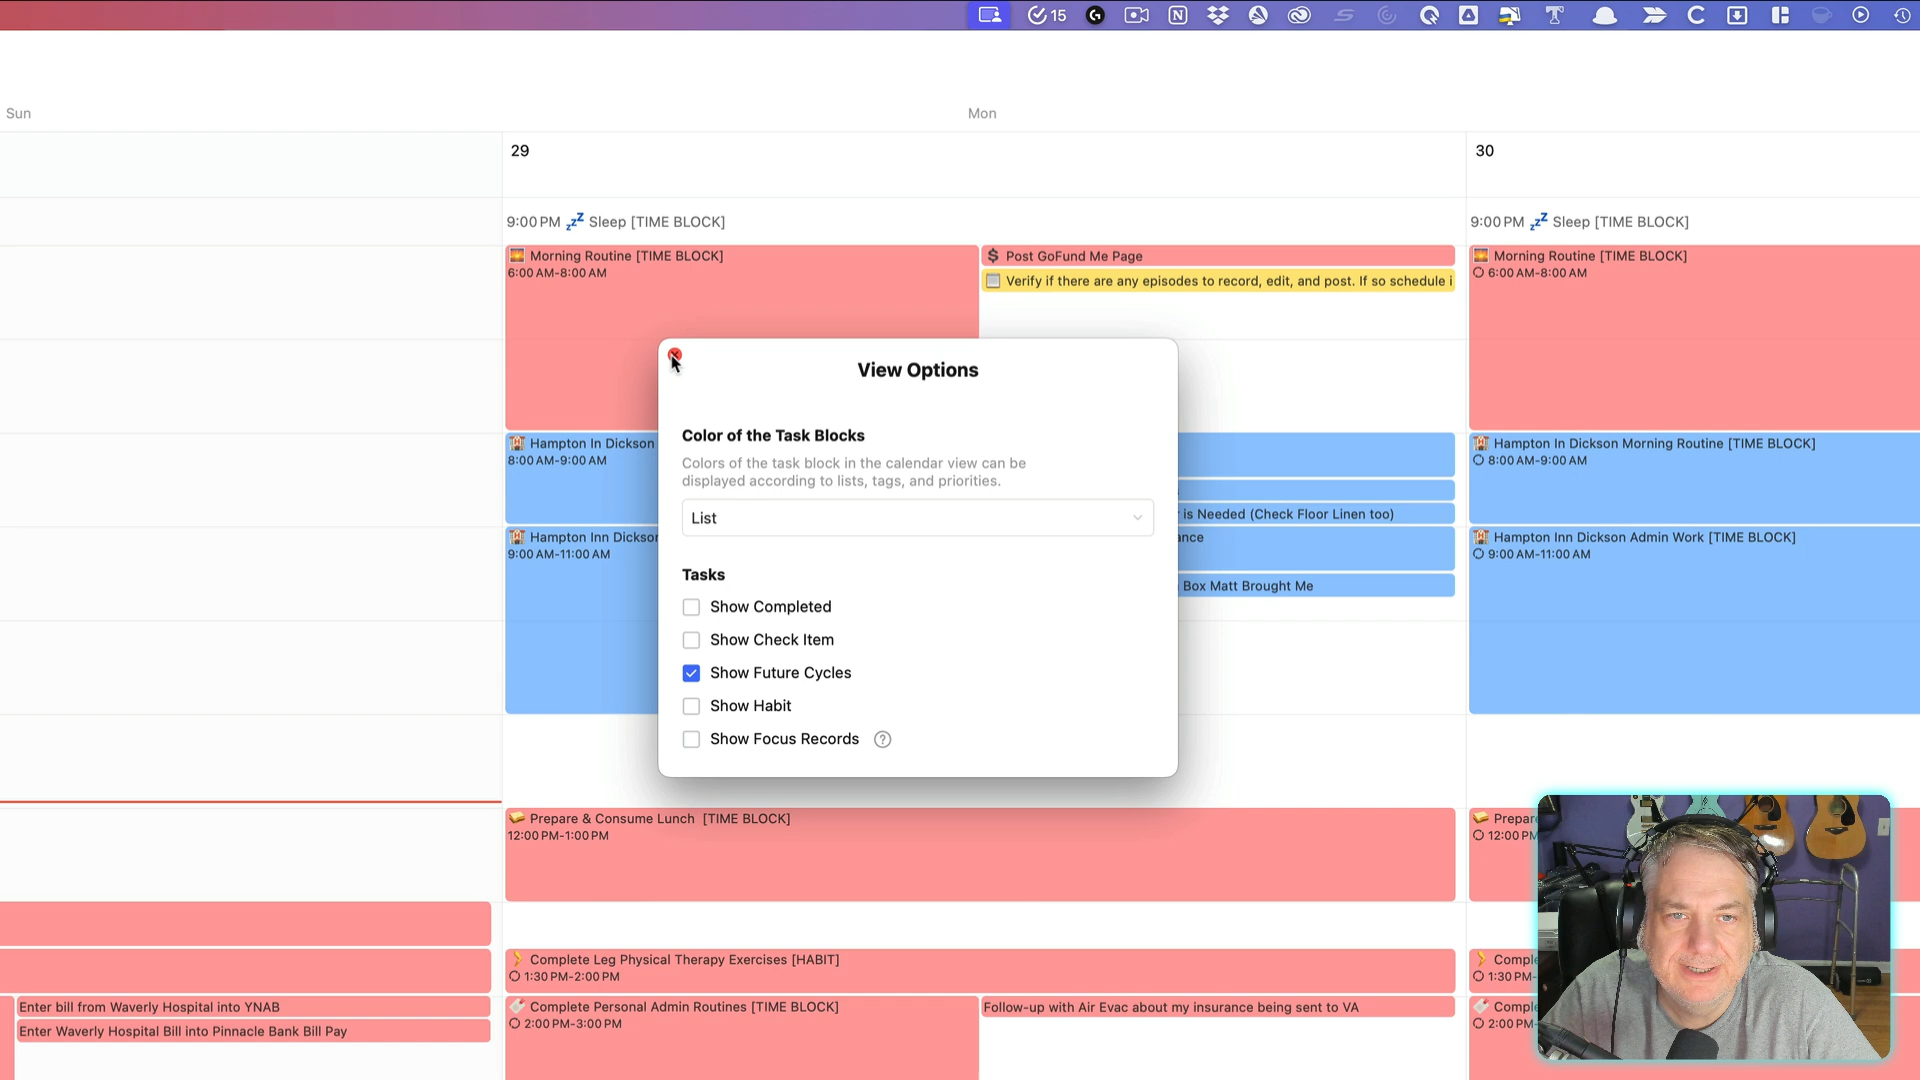 15
Sun
Mon
29
30
9:00 PM Sleep [TIME BLOCK]
9:00 PM Sleep [TIME BLOCK]
Morning Routine [TIME BLOCK]
6:00 AM-8:00 AM
$ Post GoFund Me Page
Verify if there are any episodes to record, edit, and post. If so schedule i
Morning Routine [TIME BLOCK]
6:00 AM-8:00 AM
View Options
Color of the Task Blocks
Colors of the task block in the calendar view can be
displayed according to lists, tags, and priorities.
List
Tasks
Show Completed
Show Check Item
Show Future Cycles
Show Habit
Show Focus Records ?
Hampton In Dickson
8:00 AM-9:00 AM
Hampton Inn Dickson
9:00 AM-11:00 AM
is Needed (Check Floor Linen too)
ance
Box Matt Brought Me
Hampton In Dickson Morning Routine [TIME BLOCK]
8:00 AM-9:00 AM
Hampton Inn Dickson Admin Work [TIME BLOCK]
9:00 AM-11:00 AM
Prepare & Consume Lunch [TIME BLOCK]
12:00 PM-1:00 PM
Prepare
12:00 PM
Complete Leg Physical Therapy Exercises [HABIT]
1:30 PM-2:00 PM
Comple
1:30 PM-
Enter bill from Waverly Hospital into YNAB
Enter Waverly Hospital Bill into Pinnacle Bank Bill Pay
Complete Personal Admin Routines [TIME BLOCK]
2:00 PM-3:00 PM
Follow-up with Air Evac about my insurance being sent to VA
Comple
2:00 PM-